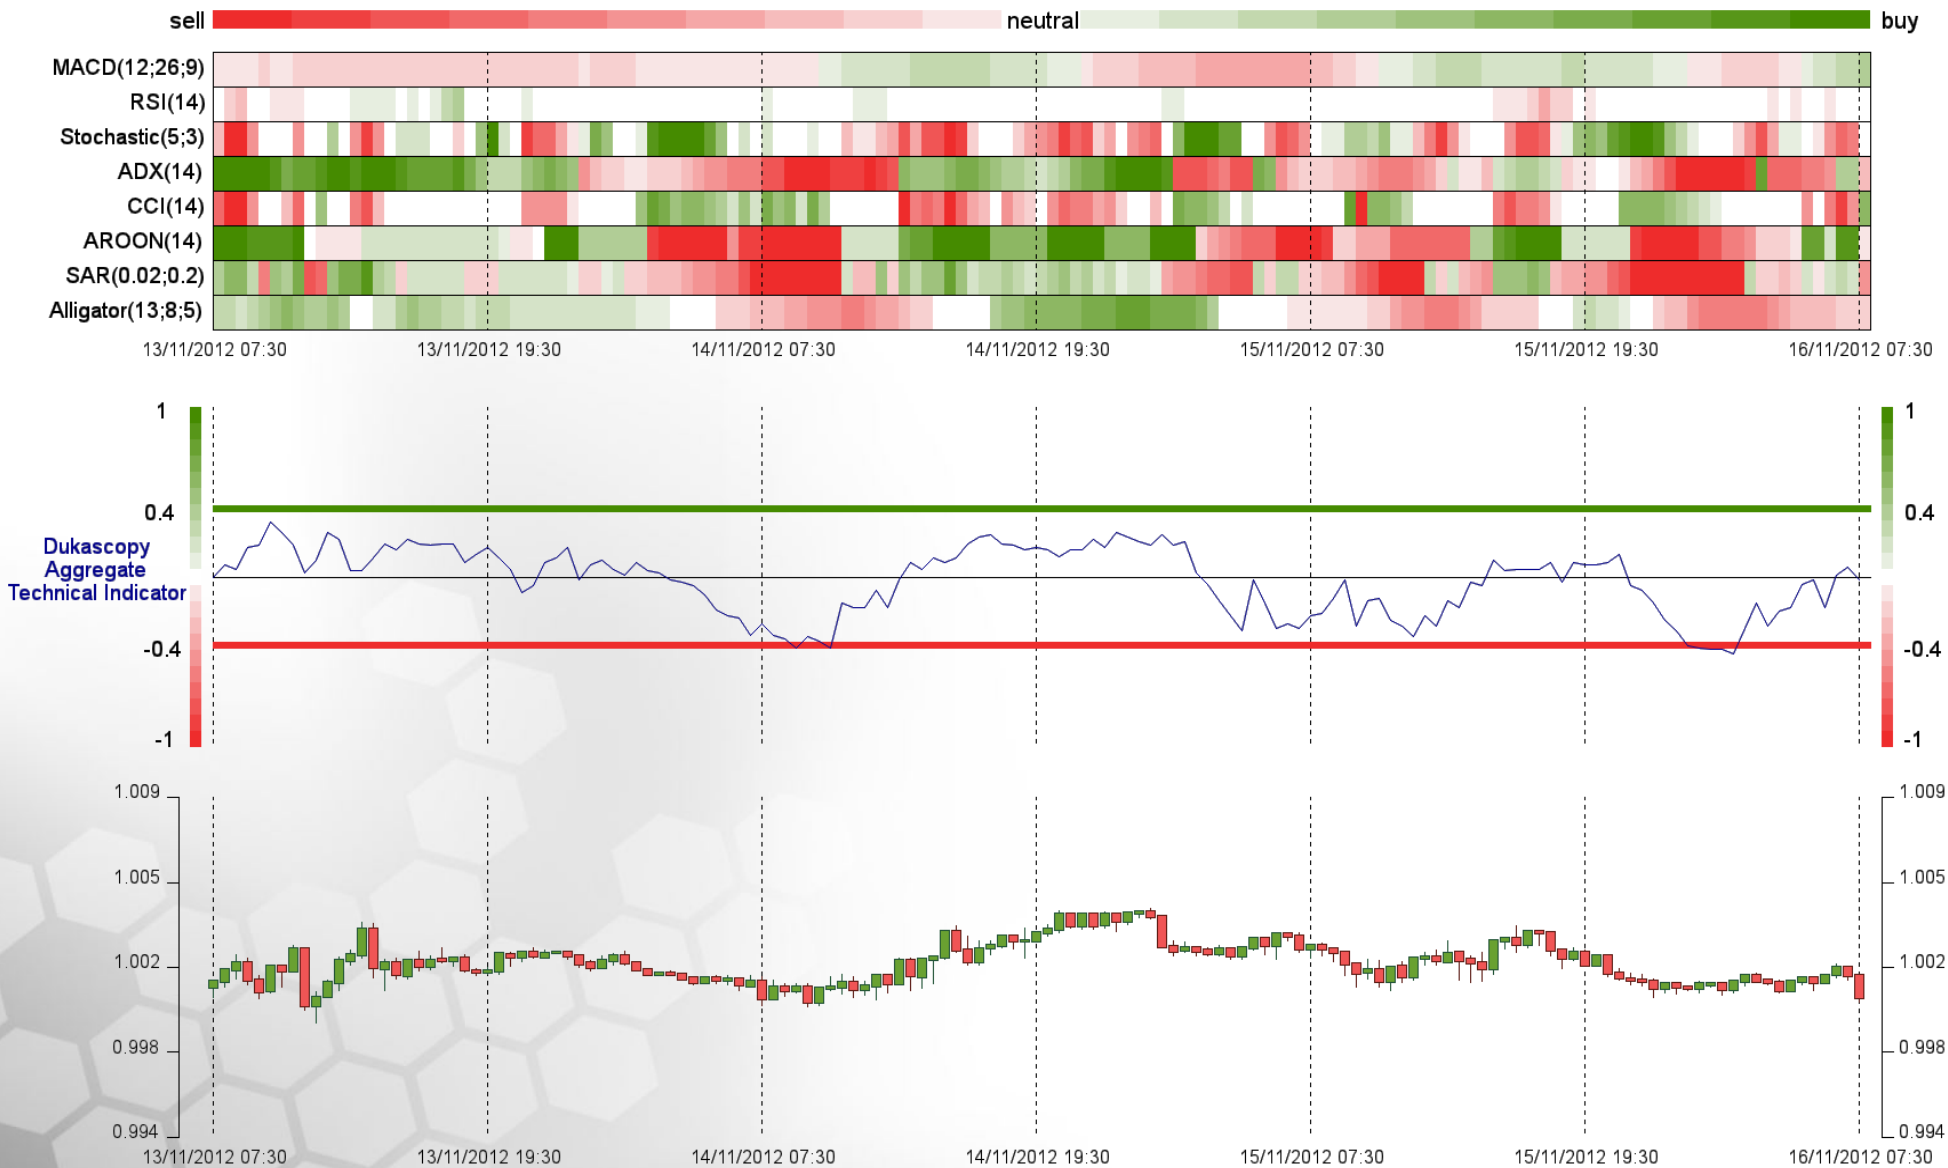 sell neutral buy
MACD(12;26;9)
RSI(14)
Stochastic(5;3)
ADX(14)
CCI(14)
AROON(14)
SAR(0.02;0.2)
Alligator(13;8;5)
13/11/2012 07:30 13/11/2012 19:30 14/11/2012 07:30 14/11/2012 19:30 15/11/2012 07:30 15/11/2012 19:30 16/11/2012 07:30
1 1
0.4 0.4
Dukascopy
Aggregate
Technical Indicator
-0.4 -0.4
-1 -1
1.009 1.009
1.005 1.005
1.002 1.002
0.998 0.998
0.994 0.994
13/11/2012 07:30 13/11/2012 19:30 14/11/2012 07:30 14/11/2012 19:30 15/11/2012 07:30 15/11/2012 19:30 16/11/2012 07:30